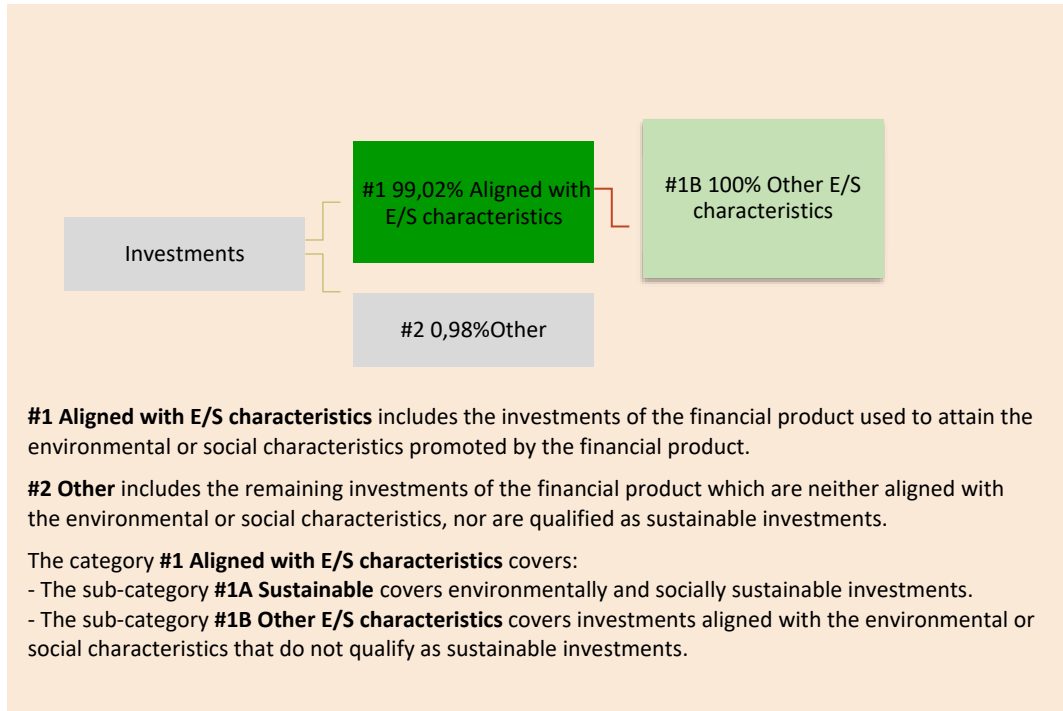 #1 99,02% Aligned with
E/S characteristics
#1B 100% Other E/S
characteristics
Investments
#2 0,98%Other
#1 Aligned with E/S characteristics includes the investments of the financial product used to attain the
environmental or social characteristics promoted by the financial product.
#2 Other includes the remaining investments of the financial product which are neither aligned with
the environmental or social characteristics, nor are qualified as sustainable investments.
The category #1 Aligned with E/S characteristics covers:
- The sub-category #1A Sustainable covers environmentally and socially sustainable investments.
- The sub-category #1B Other E/S characteristics covers investments aligned with the environmental or
social characteristics that do not qualify as sustainable investments.